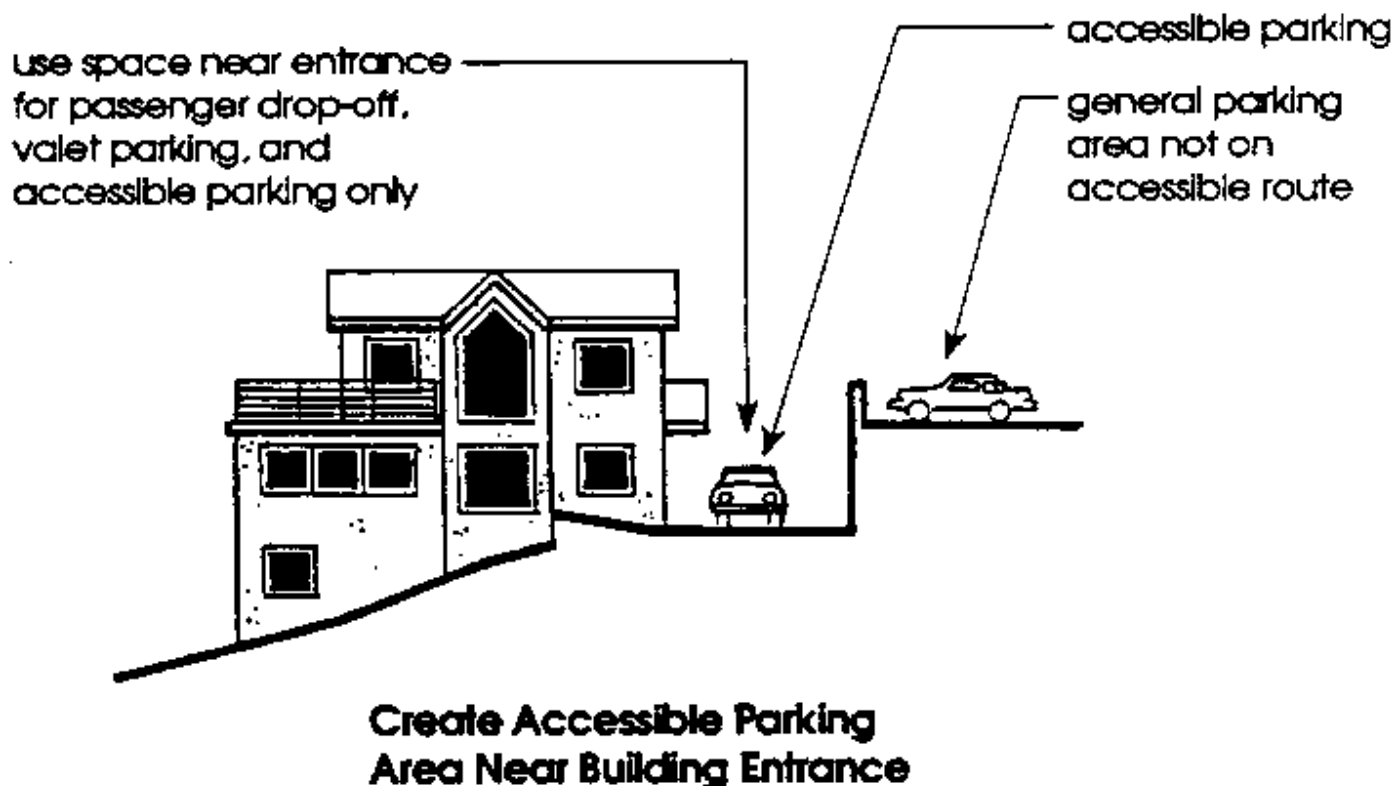 use space near entrance
for passenger drop-off,
valet parking, and
accessible parking only
accessible parking
general parking
area not on
accessible route
Create Accessible Parking
Area Near Building Entrance